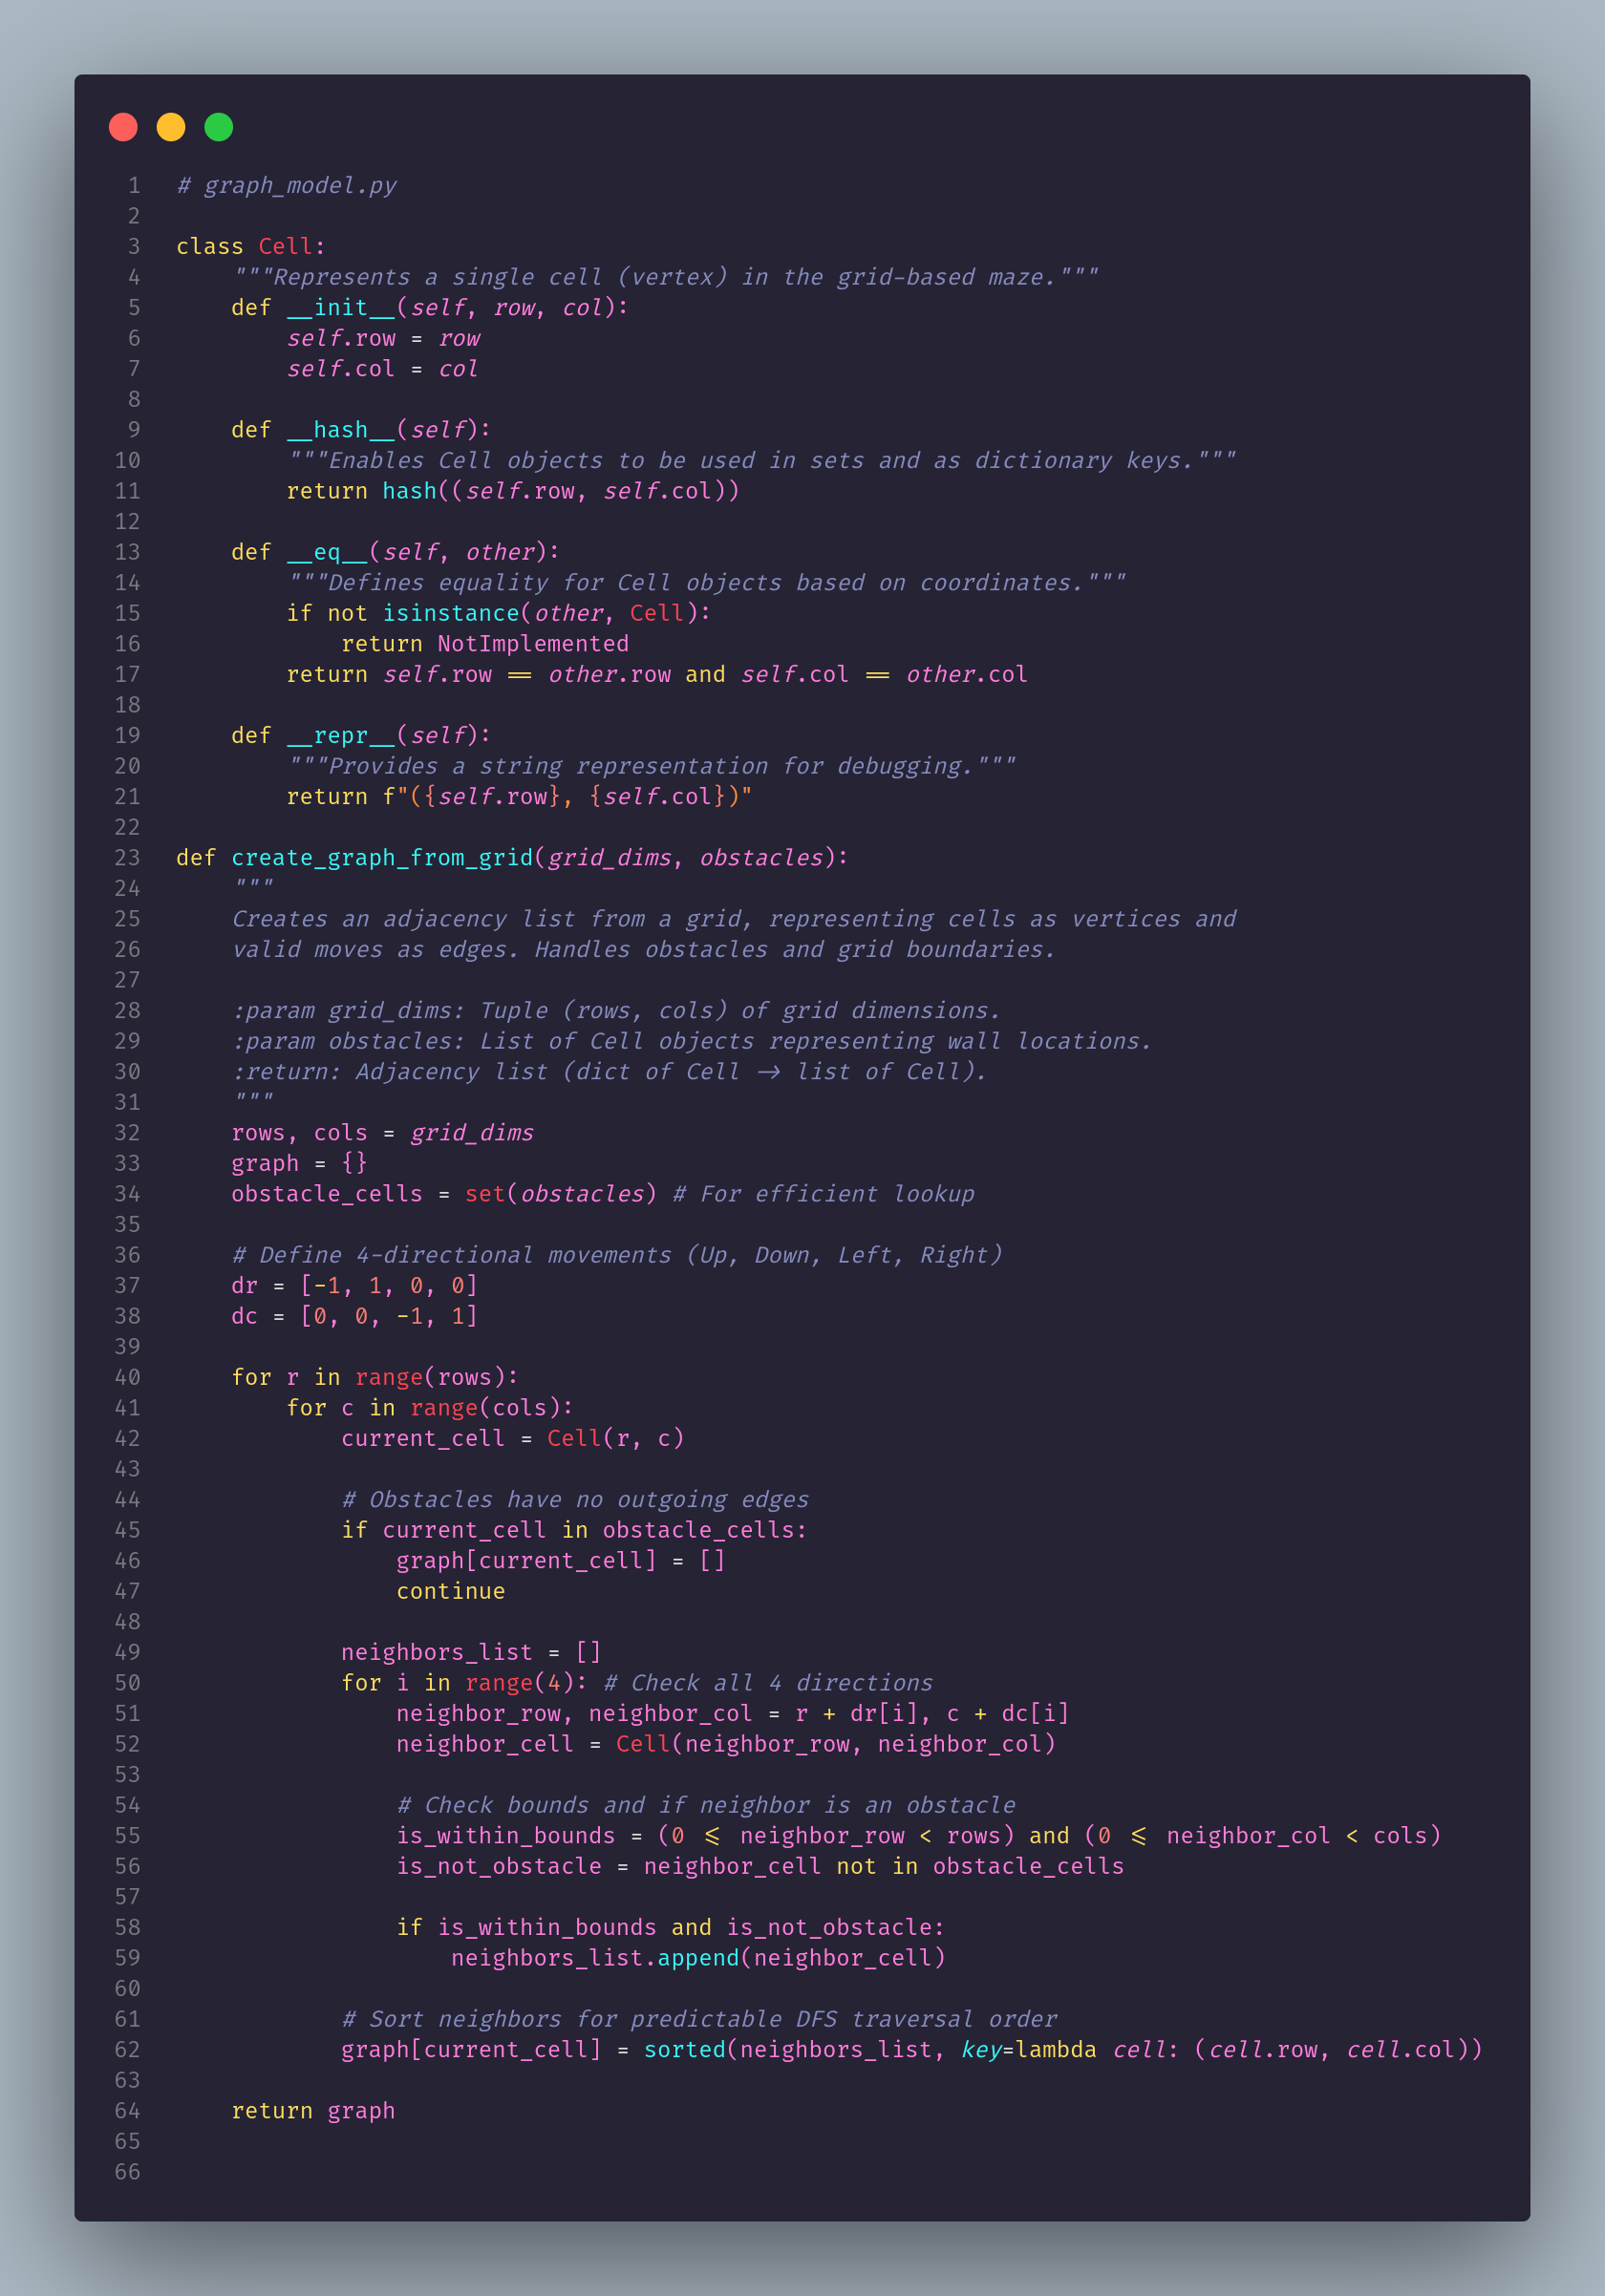 1 # graph_model.py
2
3 class Cell:
4     """Represents a single cell (vertex) in the grid-based maze."""
5     def __init__(self, row, col):
6         self.row = row
7         self.col = col
8
9     def __hash__(self):
10         """Enables Cell objects to be used in sets and as dictionary keys."""
11         return hash((self.row, self.col))
12
13     def __eq__(self, other):
14         """Defines equality for Cell objects based on coordinates."""
15         if not isinstance(other, Cell):
16             return NotImplemented
17         return self.row == other.row and self.col == other.col
18
19     def __repr__(self):
20         """Provides a string representation for debugging."""
21         return f"({self.row}, {self.col})"
22
23 def create_graph_from_grid(grid_dims, obstacles):
24     """
25     Creates an adjacency list from a grid, representing cells as vertices and
26     valid moves as edges. Handles obstacles and grid boundaries.
27
28     :param grid_dims: Tuple (rows, cols) of grid dimensions.
29     :param obstacles: List of Cell objects representing wall locations.
30     :return: Adjacency list (dict of Cell -> list of Cell).
31     """
32     rows, cols = grid_dims
33     graph = {}
34     obstacle_cells = set(obstacles) # For efficient lookup
35
36     # Define 4-directional movements (Up, Down, Left, Right)
37     dr = [-1, 1, 0, 0]
38     dc = [0, 0, -1, 1]
39
40     for r in range(rows):
41         for c in range(cols):
42             current_cell = Cell(r, c)
43
44             # Obstacles have no outgoing edges
45             if current_cell in obstacle_cells:
46                 graph[current_cell] = []
47                 continue
48
49             neighbors_list = []
50             for i in range(4): # Check all 4 directions
51                 neighbor_row, neighbor_col = r + dr[i], c + dc[i]
52                 neighbor_cell = Cell(neighbor_row, neighbor_col)
53
54                 # Check bounds and if neighbor is an obstacle
55                 is_within_bounds = (0 <= neighbor_row < rows) and (0 <= neighbor_col < cols)
56                 is_not_obstacle = neighbor_cell not in obstacle_cells
57
58                 if is_within_bounds and is_not_obstacle:
59                     neighbors_list.append(neighbor_cell)
60
61             # Sort neighbors for predictable DFS traversal order
62             graph[current_cell] = sorted(neighbors_list, key=lambda cell: (cell.row, cell.col))
63
64     return graph
65
66